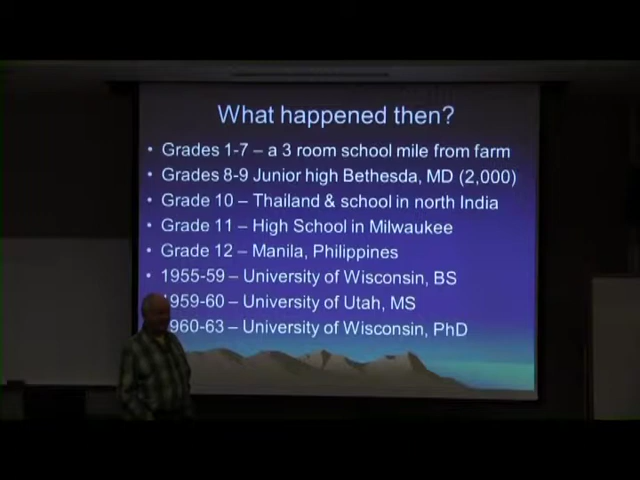 What happened then?
• Grades 1-7 – a 3 room school mile from farm
• Grades 8-9 Junior high Bethesda, MD (2,000)
• Grade 10 – Thailand & school in north India
• Grade 11 – High School in Milwaukee
• Grade 12 – Manila, Philippines
• 1955-59 – University of Wisconsin, BS
1959-60 – University of Utah, MS
1960-63 – University of Wisconsin, PhD